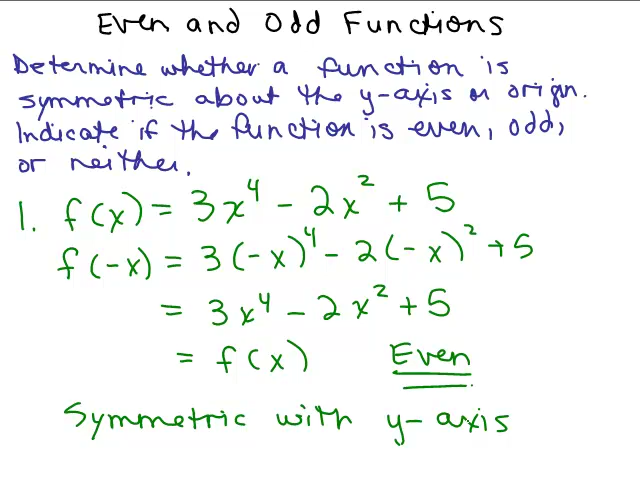 Even and Odd Functions
Determine whether a function is
symmetric about the y-axis or origin.
Indicate if the function is even, odd,
or neither.
1. f(x) = 3x⁴ - 2x² + 5
f(-x) = 3(-x)⁴ - 2(-x)² + 5
= 3x⁴ - 2x² + 5
= f(x) Even
Symmetric with y-axis